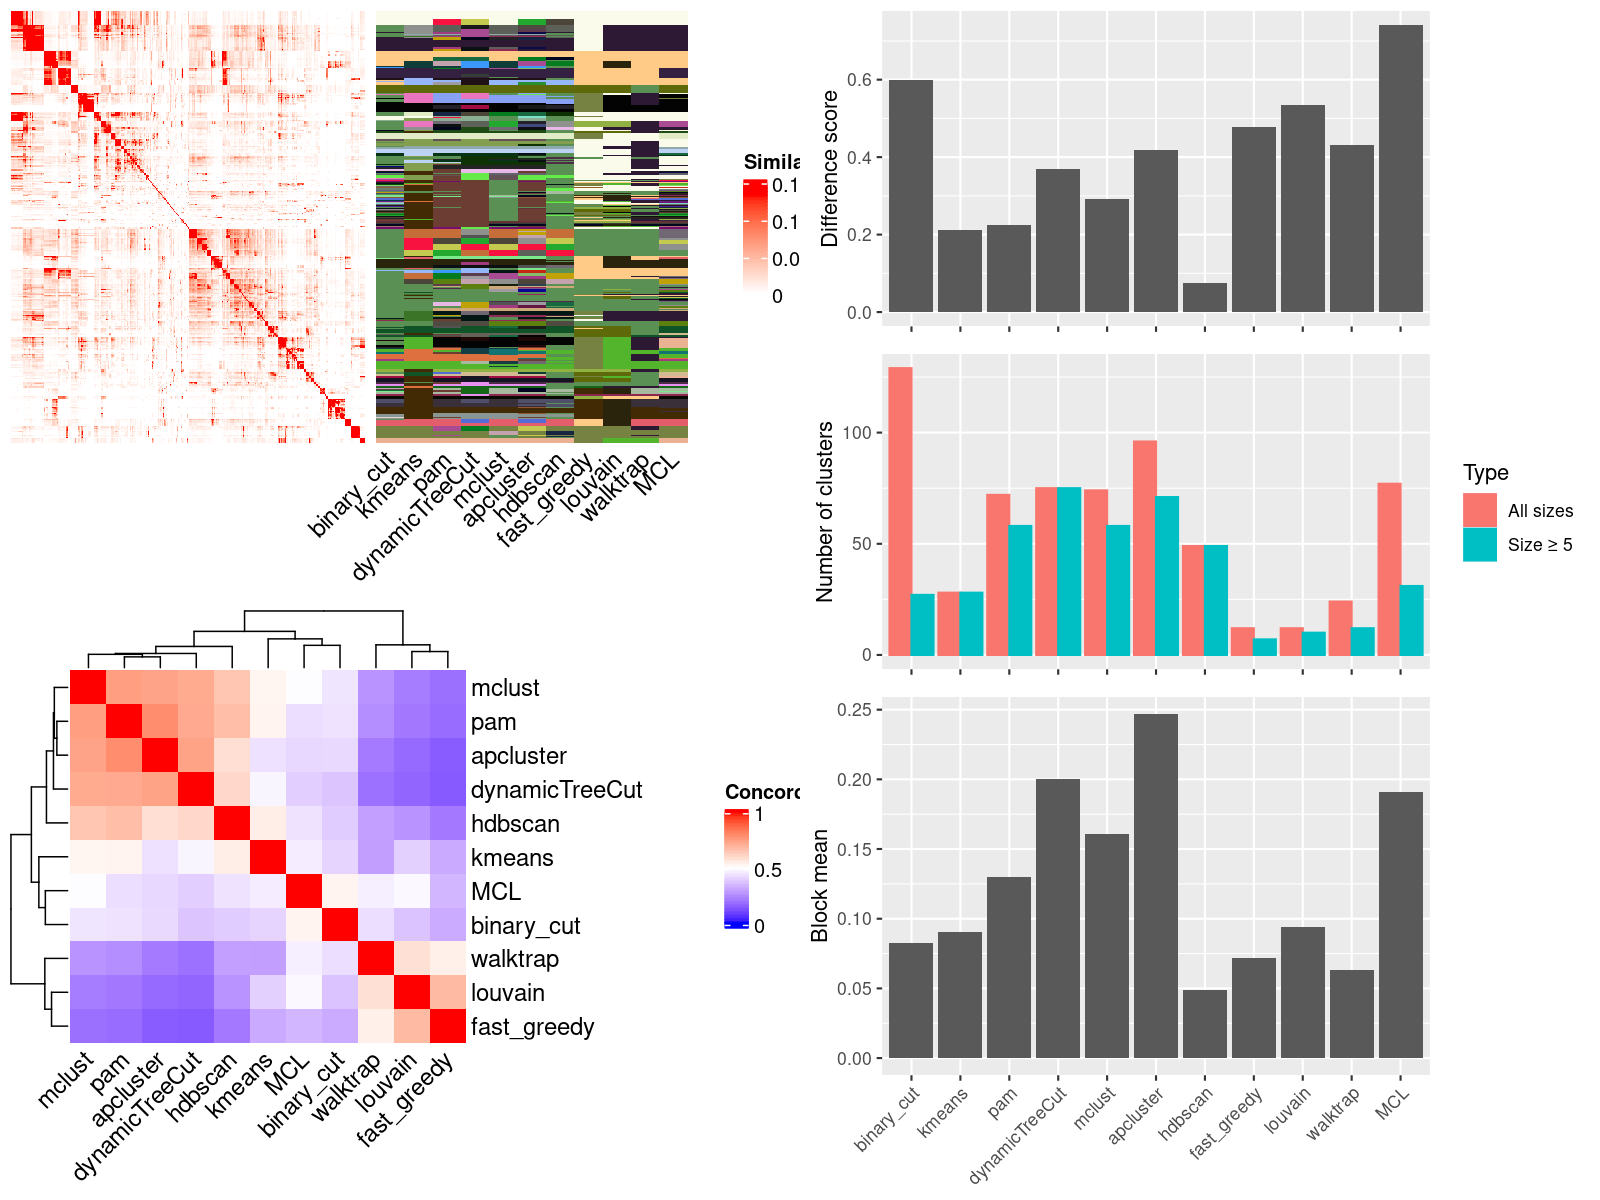 Simila
0.1
0.1
0.0
0
binary_cut
kmeans
pam
dynamicTreeCut
mclust
apcluster
hdbscan
fast_greedy
louvain
walktrap
MCL
mclust
pam
apcluster
dynamicTreeCut
hdbscan
kmeans
MCL
binary_cut
walktrap
louvain
fast_greedy
mclust
pam
apcluster
dynamicTreeCut
hdbscan
kmeans
MCL
binary_cut
walktrap
louvain
fast_greedy
Concord
1
0.5
0
Difference score
0.6
0.4
0.2
0.0
Number of clusters
100
50
0
Type
All sizes
Size ≥ 5
Block mean
0.25
0.20
0.15
0.10
0.05
0.00
binary_cut
kmeans
pam
dynamicTreeCut
mclust
apcluster
hdbscan
fast_greedy
louvain
walktrap
MCL